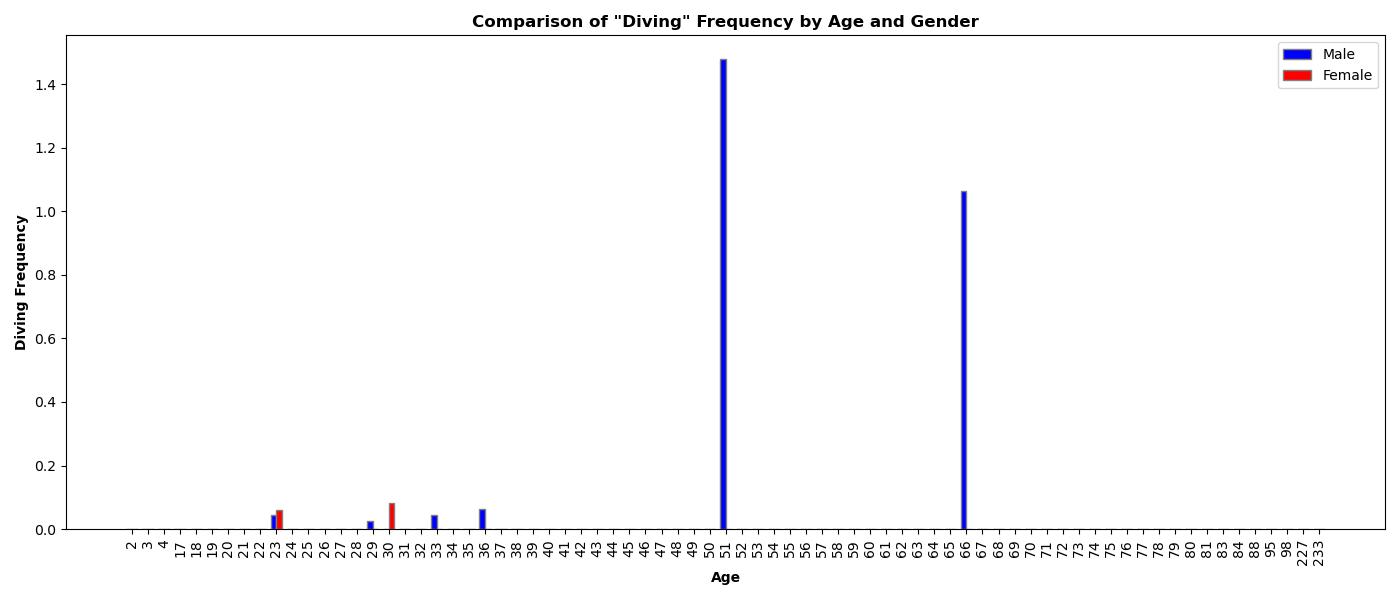 Comparison of "Diving" Frequency by Age and Gender
Male
Female
1.4
1.2
1.0
0.8
0.6
0.4
0.2
0.0
Diving Frequency
2 3 4 17 18 19 20 21 22 23 24 25 26 27 28 29 30 31 32 33 34 35 36 37 38 39 40 41 42 43 44 45 46 47 48 49 50 51 52 53 54 55 56 57 58 59 60 61 62 63 64 65 66 67 68 69 70 71 72 73 74 75 76 77 78 79 80 81 83 84 88 95 98 227 233
Age